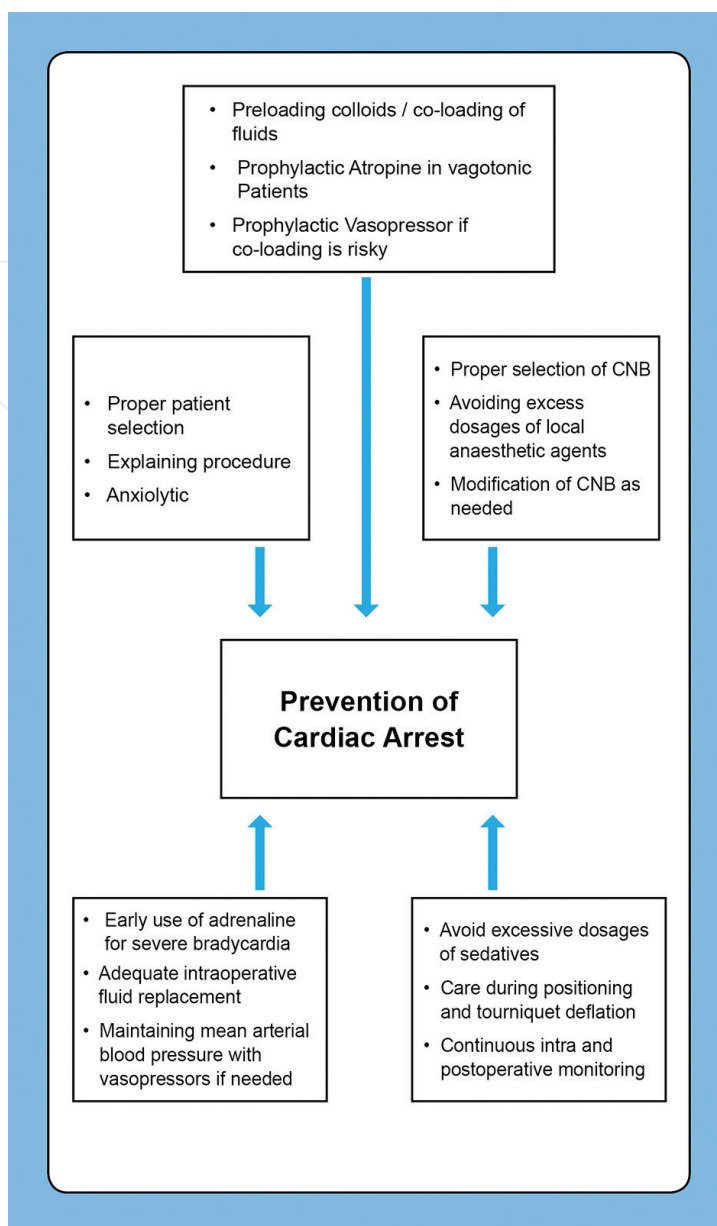 • Preloading colloids / co-loading of
fluids
• Prophylactic Atropine in vagotonic
Patients
• Prophylactic Vasopressor if
co-loading is risky
• Proper patient
selection
• Explaining procedure
• Anxiolytic
• Proper selection of CNB
• Avoiding excess
dosages of local
anaesthetic agents
• Modification of CNB as
needed
Prevention of
Cardiac Arrest
• Early use of adrenaline
for severe bradycardia
• Adequate intraoperative
fluid replacement
• Maintaining mean arterial
blood pressure with
vasopressors if needed
• Avoid excessive dosages
of sedatives
• Care during positioning
and tourniquet deflation
• Continuous intra and
postoperative monitoring